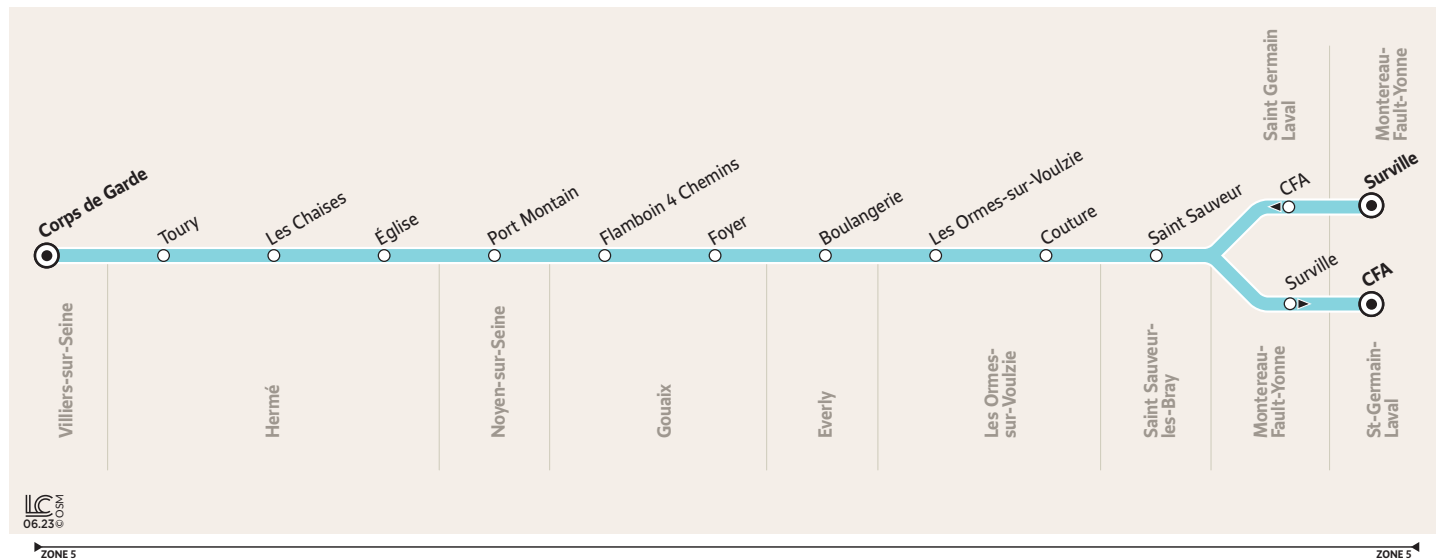 Corps de Garde
Toury
Les Chaises
Église
Port Montain
Flamboin 4 Chemins
Foyer
Boulangerie
Les Ormes-sur-Voulzie
Couture
Saint Sauveur
CFA
Surville
Surville
CFA
Saint Germain
Laval
Montereau-
Fault-Yonne
Villiers-sur-Seine
Hermé
Noyen-sur-Seine
Gouaix
Everly
Les Ormes-
sur-Voulzie
Saint Sauveur-
les-Bray
Montereau-
Fault-Yonne
St-Germain-
Laval
LC
06.23
© OSM
ZONE 5
ZONE 5